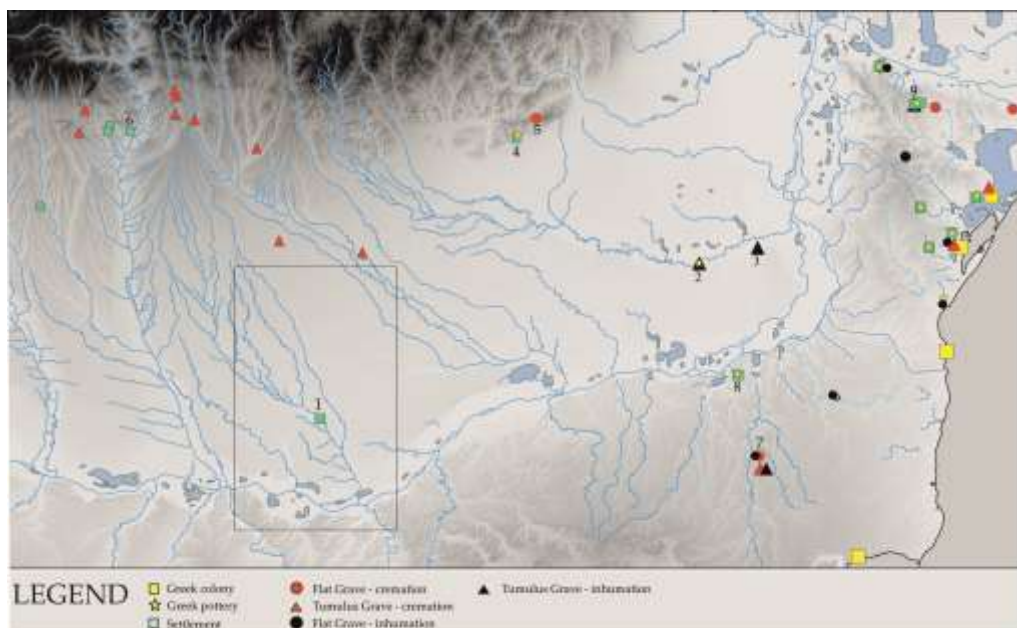 6
9
5
4
3
2
1
8
7
LEGEND
Greek colony
Greek pottery
Settlement
Flat Grave - cremation
Tumulus Grave - cremation
Flat Grave - inhumation
Tumulus Grave - inhumation